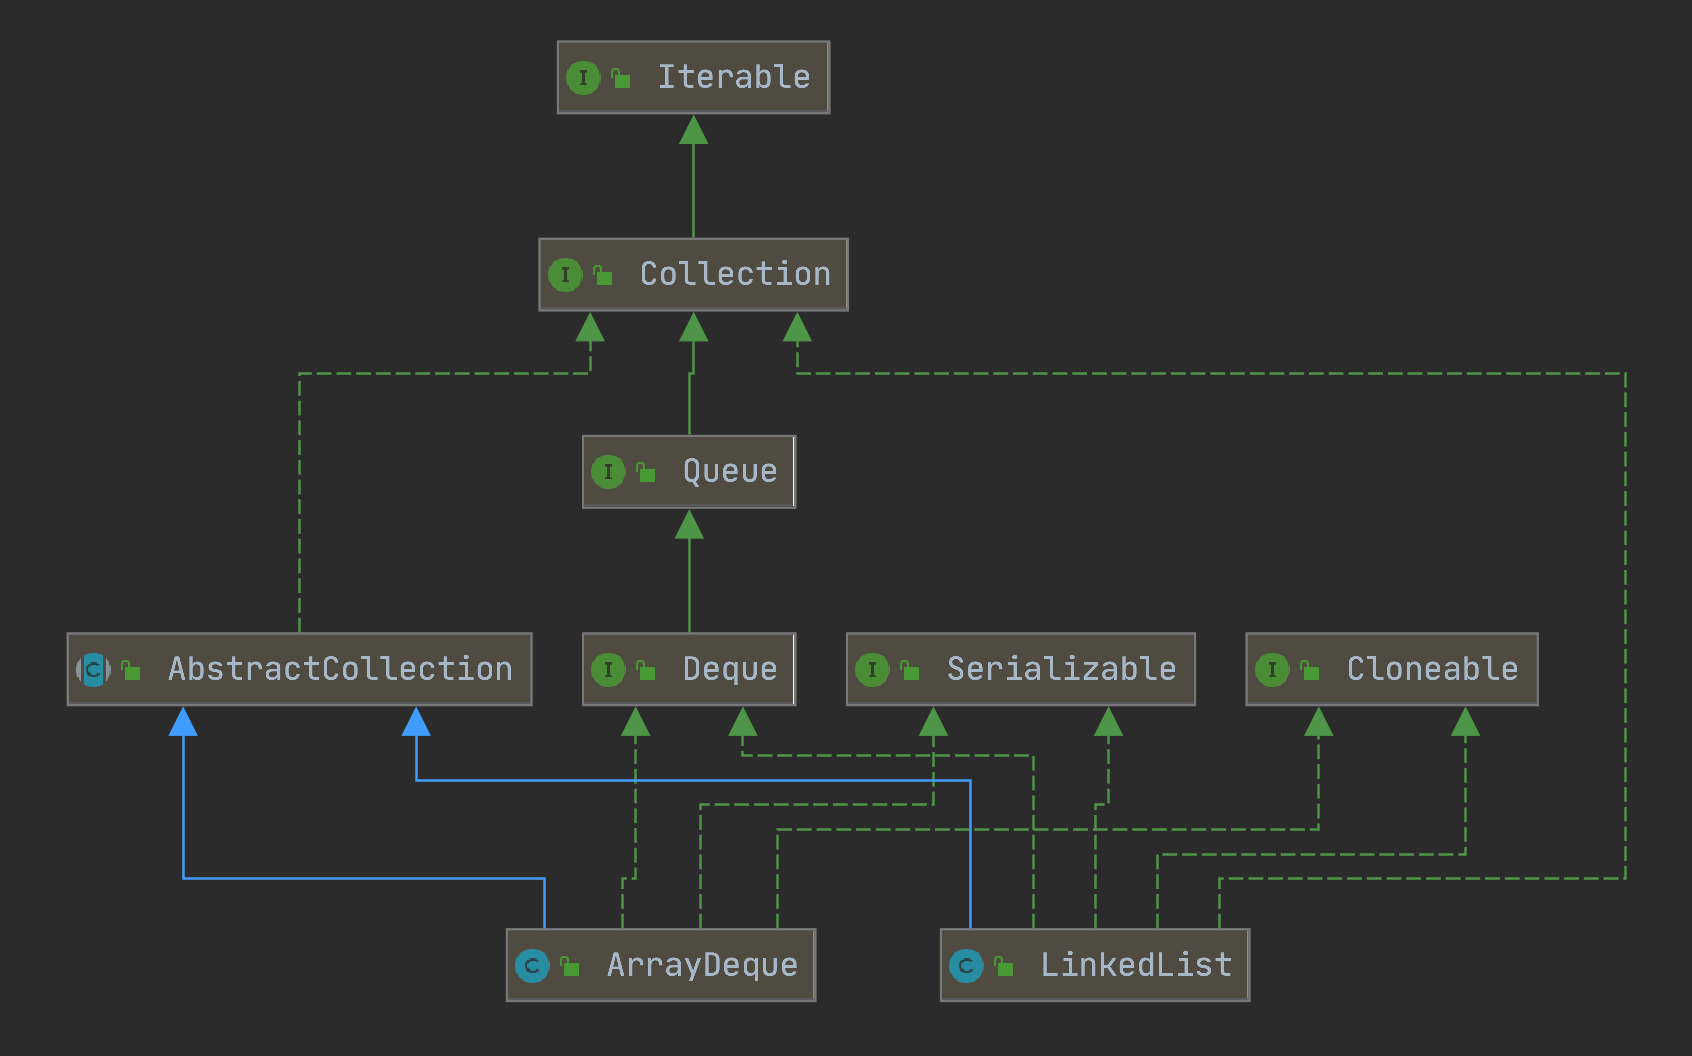 I Iterable
I Collection
I Queue
C AbstractCollection
I Deque
I Serializable
I Cloneable
C ArrayDeque
C LinkedList